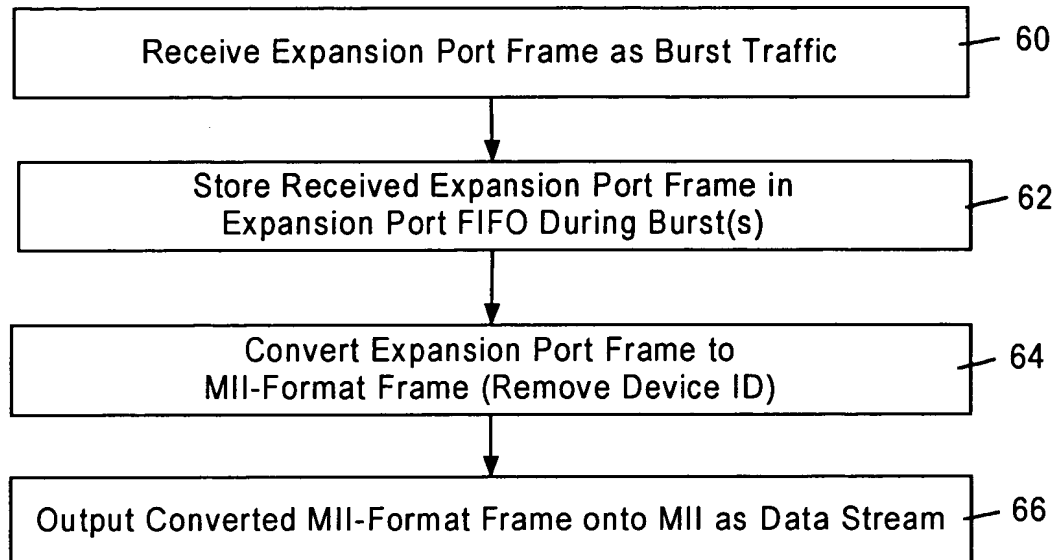 Receive Expansion Port Frame as Burst Traffic
60
Store Received Expansion Port Frame in
Expansion Port FIFO During Burst(s)
62
Convert Expansion Port Frame to
MII-Format Frame (Remove Device ID)
64
Output Converted MII-Format Frame onto MII as Data Stream
66